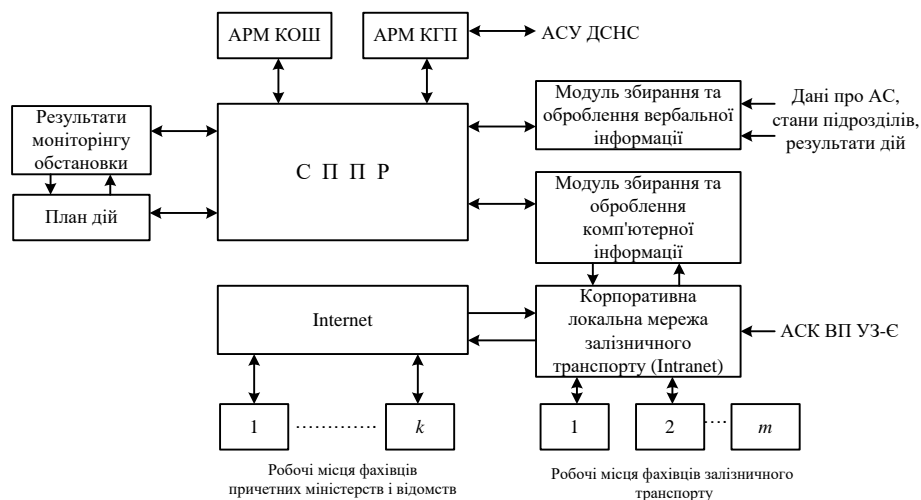 АРМ КОШ
АРМ КГП
АСУ ДСНС
Результати
моніторінгу
обстановки
План дій
С П П Р
Модуль збирання та
оброблення вербальної
інформації
Дані про АС,
стани підрозділів,
результати дій
Модуль збирання та
оброблення
комп'ютерної
інформації
Internet
Корпоративна
локальна мережа
залізничного
транспорту (Intranet)
АСК ВП УЗ-Є
1 ............ k
1 2 .... m
Робочі місця фахівців
причетних міністерств і відомств
Робочі місця фахівців залізничного
транспорту